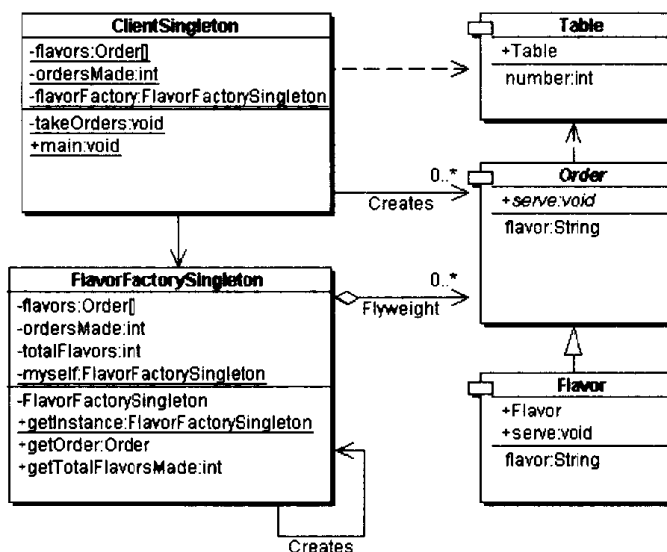 ClientSingleton
-flavors:Order[]
-ordersMade:int
-flavorFactory:FlavorFactorySingleton
-takeOrders:void
+main:void
Table
+Table
number:int
0..*
Creates
Order
+serve:void
flavor:String
FlavorFactorySingleton
-flavors:Order[]
-ordersMade:int
-totalFlavors:int
-myself:FlavorFactorySingleton
-FlavorFactorySingleton
+getInstance:FlavorFactorySingleton
+getOrder:Order
+getTotalFlavorsMade:int
0..*
Flyweight
Flavor
+Flavor
+serve:void
flavor:String
Creates